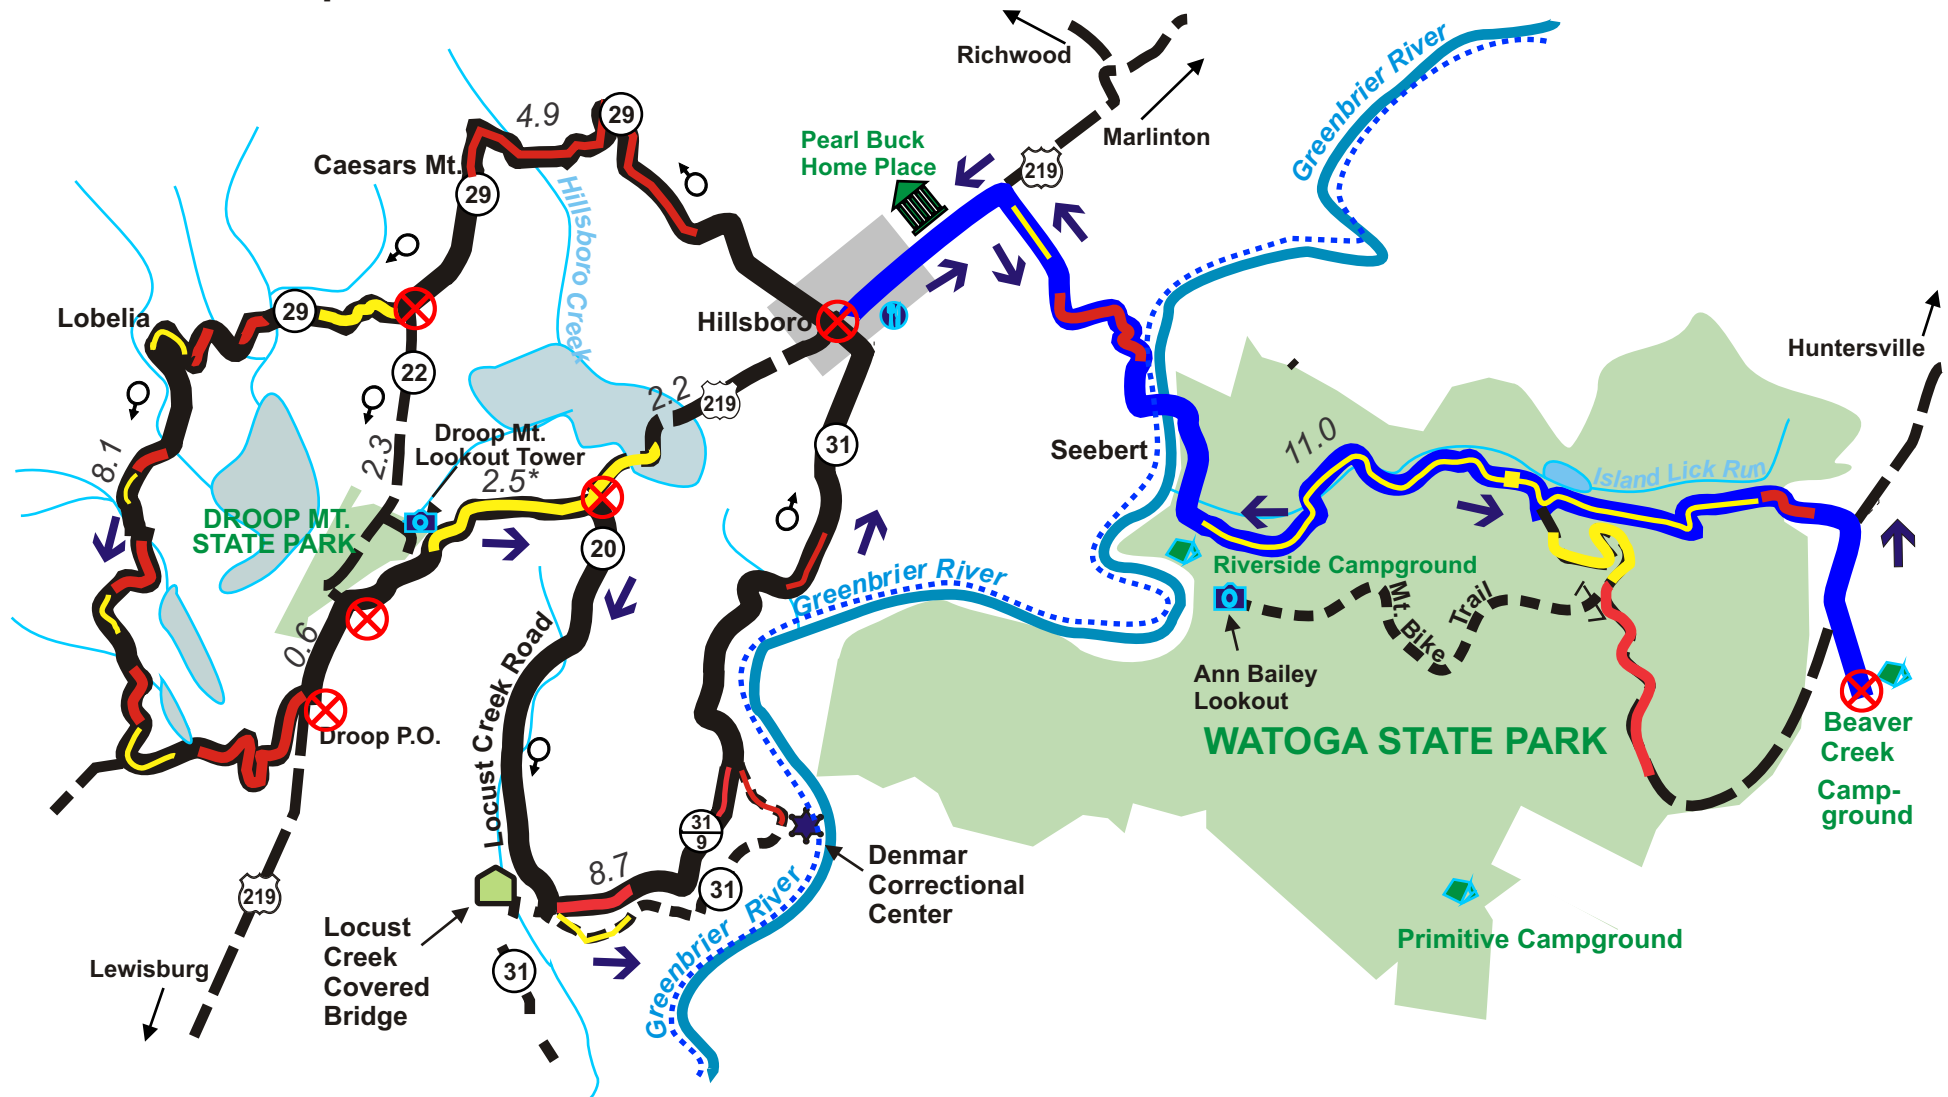 Richwood
Marlinton
219
Greenbrier River
4.9
29
Caesars Mt.
29
Pearl Buck
Home Place
Hillsboro Creek
Lobelia
29
Hillsboro
22
2.2
219
Huntersville
8.1
2.3
Droop Mt.
Lookout Tower
2.5*
31
Seebert
11.0
Island Lick Run
DROOP MT.
STATE PARK
20
Greenbrier River
Riverside Campground
Mt. Bike Trail
7.7
0.6
Locust Creek Road
Ann Bailey
Lookout
WATOGA STATE PARK
Beaver
Creek
Camp-
ground
Droop P.O.
31
9
8.7
31
Denmar
Correctional
Center
219
Locust
Creek
Covered
Bridge
Lewisburg
31
Greenbrier River
Primitive Campground